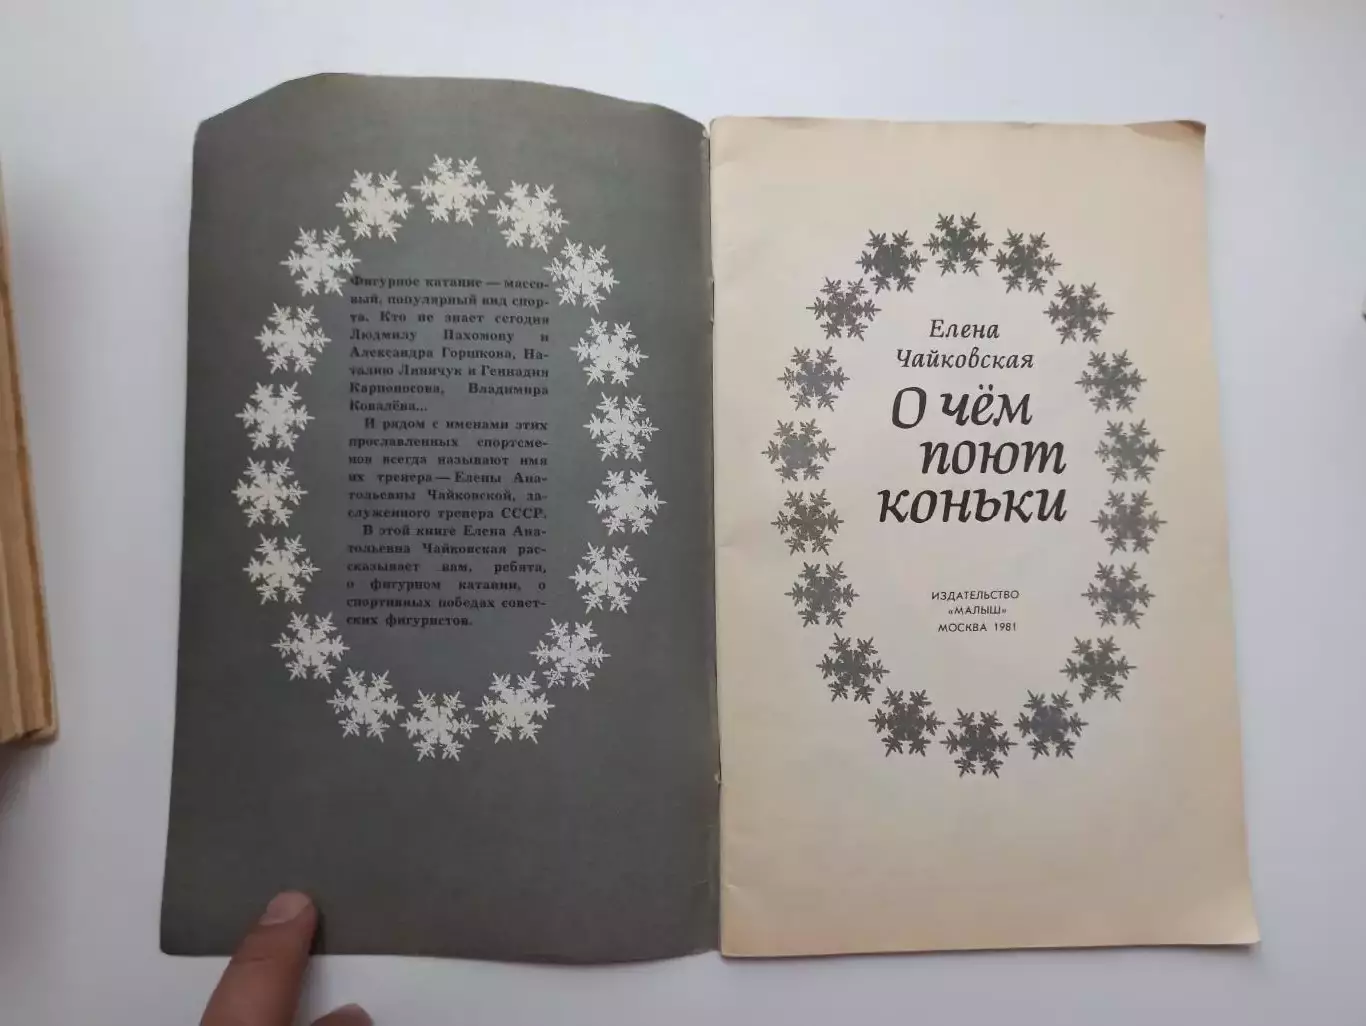 Фигурное катание — массо-
вый, популярный вид спор-
та. Кто не знает сегодня
Людмилу Пахомову и
Александра Горшкова, На-
талию Линичук и Геннадия
Карпоносова, Владимира
Ковалёва...
И рядом с именами этих
прославленных спортсме-
нов всегда называют имя
их тренера — Елены Ана-
тольевны Чайковской, за-
служенного тренера СССР.
В этой книге Елена Ана-
тольевна Чайковская рас-
сказывает вам, ребята,
о фигурном катании, о
спортивных победах совет-
ских фигуристов.
Елена
Чайковская
О чём
поют
коньки
ИЗДАТЕЛЬСТВО
«МАЛЫШ»
МОСКВА 1981